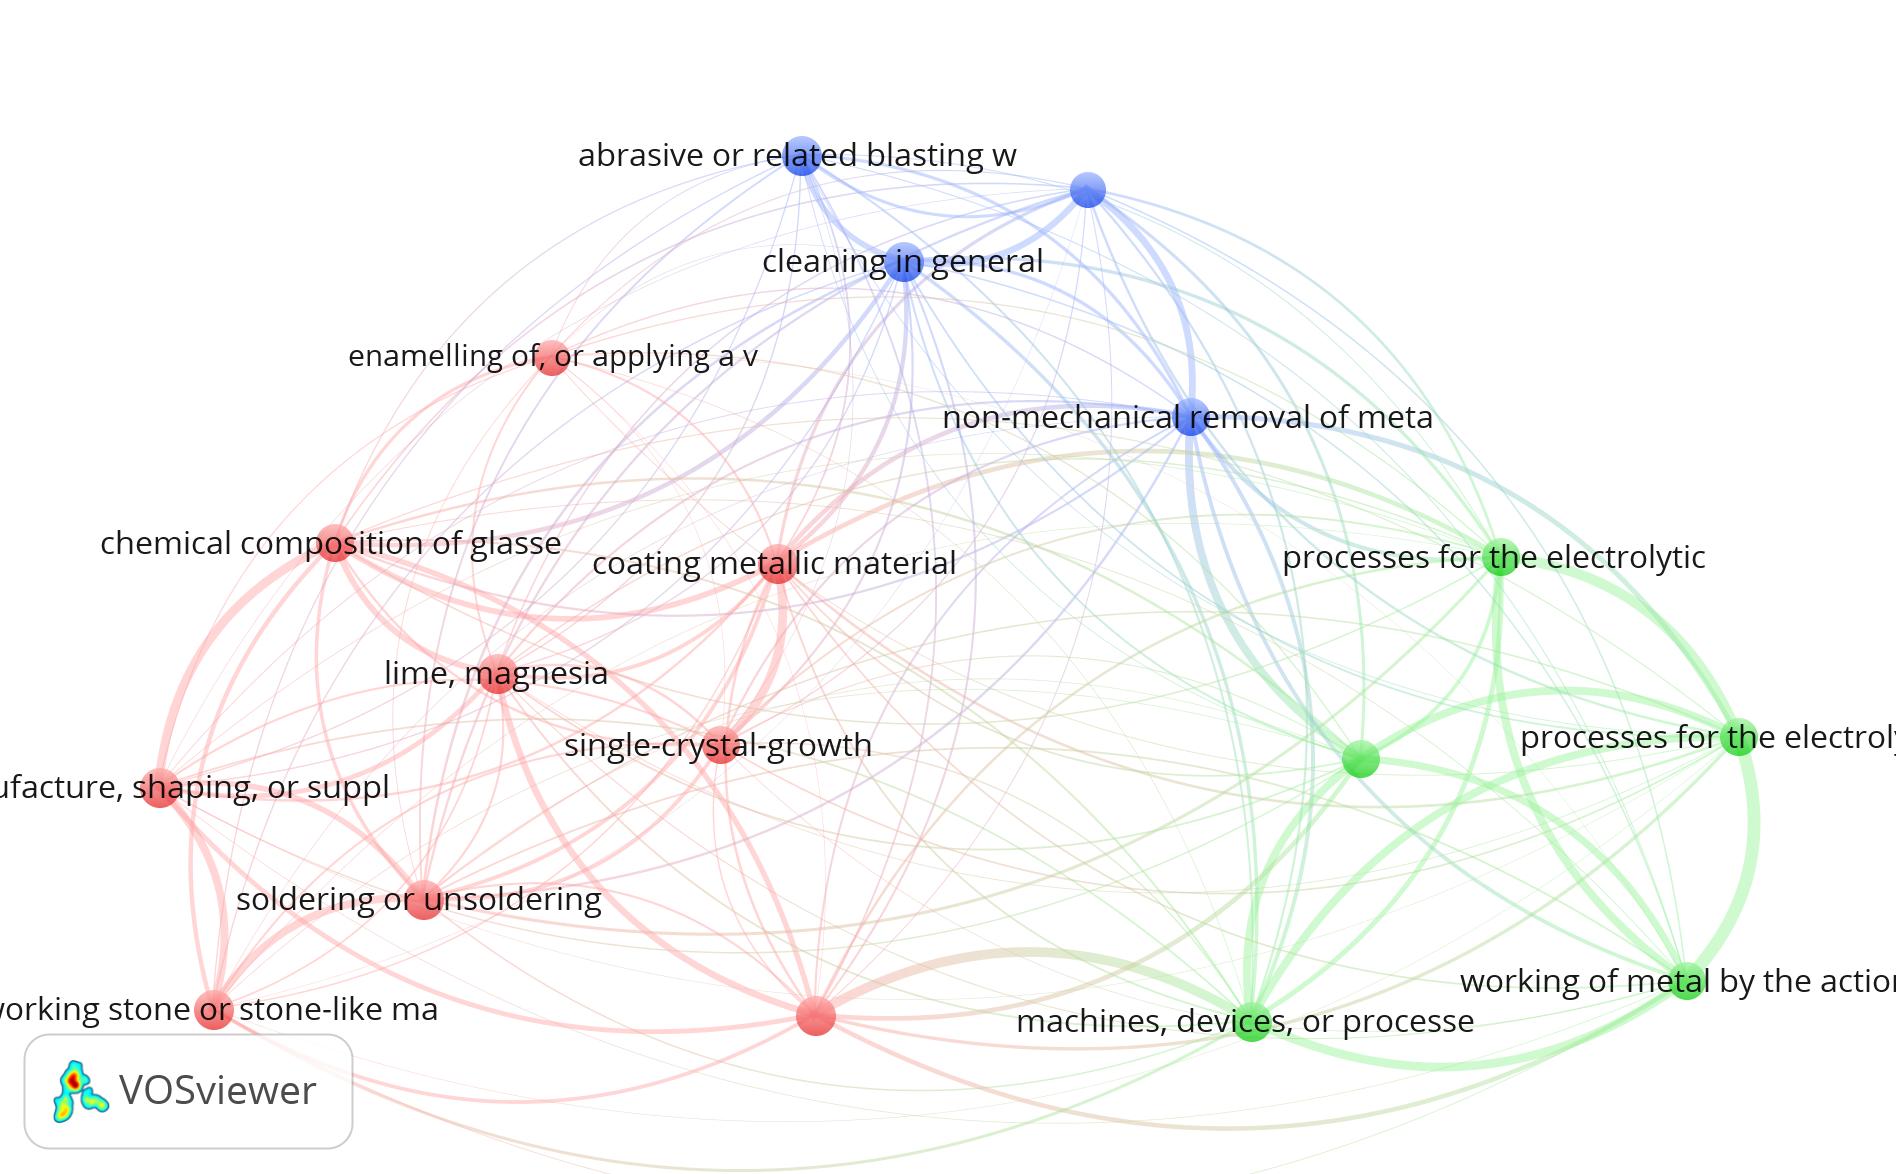 abrasive or related blasting w
cleaning in general
enamelling of, or applying a v
non-mechanical removal of meta
chemical composition of glasse
coating metallic material
processes for the electrolytic
lime, magnesia
single-crystal-growth
processes for the electroly
ufacture, shaping, or suppl
soldering or unsoldering
working of metal by the action
working stone or stone-like ma
machines, devices, or processe
VOSviewer